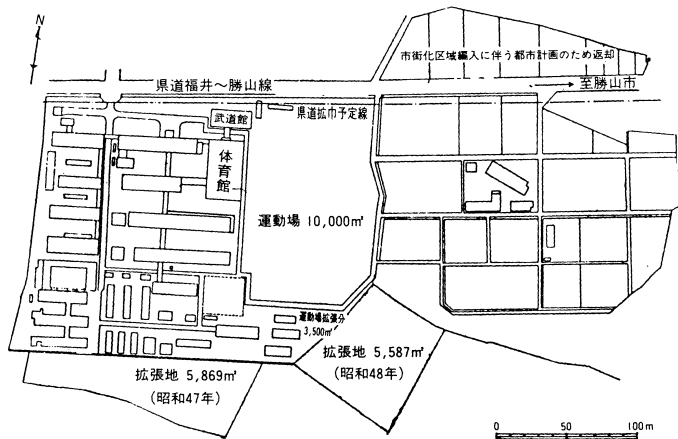 N
市街化区域編入に伴う都市計画のため返却
県道福井〜勝山線
至勝山市
武道館
県道拡巾予定線
体育館
運動場 10,000㎡
運動場拡張分
3,500㎡
拡張地 5,587㎡
(昭和48年)
拡張地 5,869㎡
(昭和47年)
0 50 100m